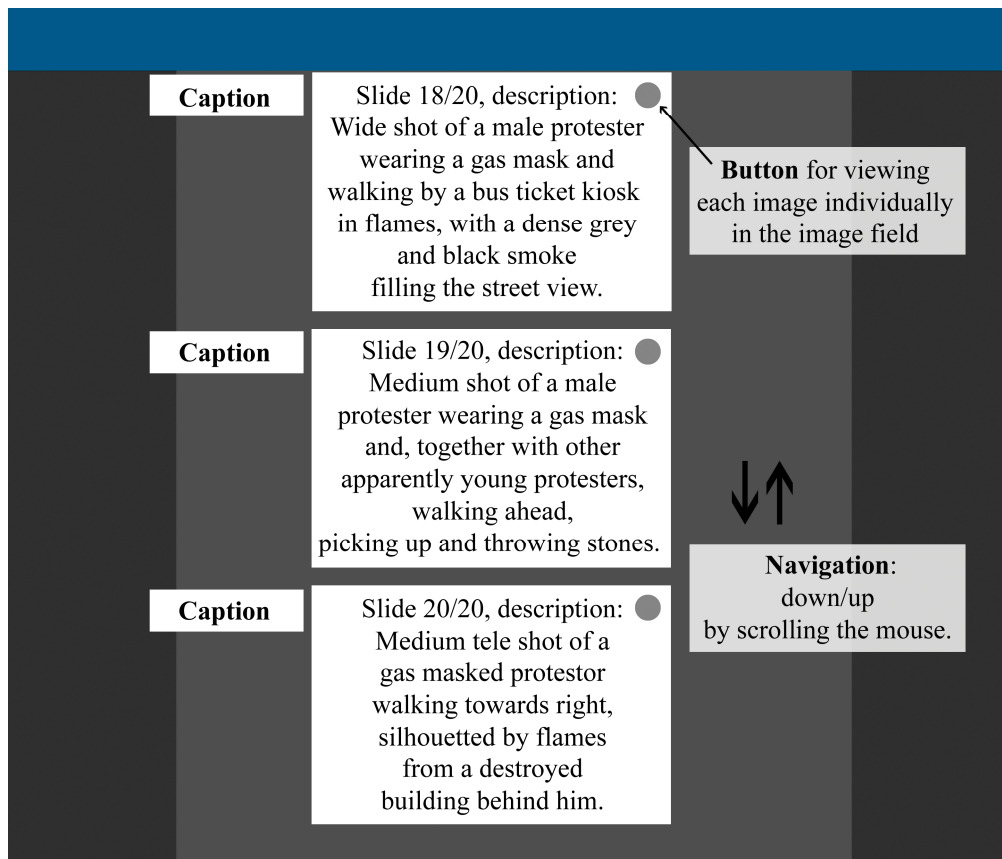 Caption
Slide 18/20, description:
Wide shot of a male protester
wearing a gas mask and
walking by a bus ticket kiosk
in flames, with a dense grey
and black smoke
filling the street view.
Button for viewing
each image individually
in the image field
Caption
Slide 19/20, description:
Medium shot of a male
protester wearing a gas mask
and, together with other
apparently young protesters,
walking ahead,
picking up and throwing stones.
Navigation:
down/up
by scrolling the mouse.
Caption
Slide 20/20, description:
Medium tele shot of a
gas masked protestor
walking towards right,
silhouetted by flames
from a destroyed
building behind him.